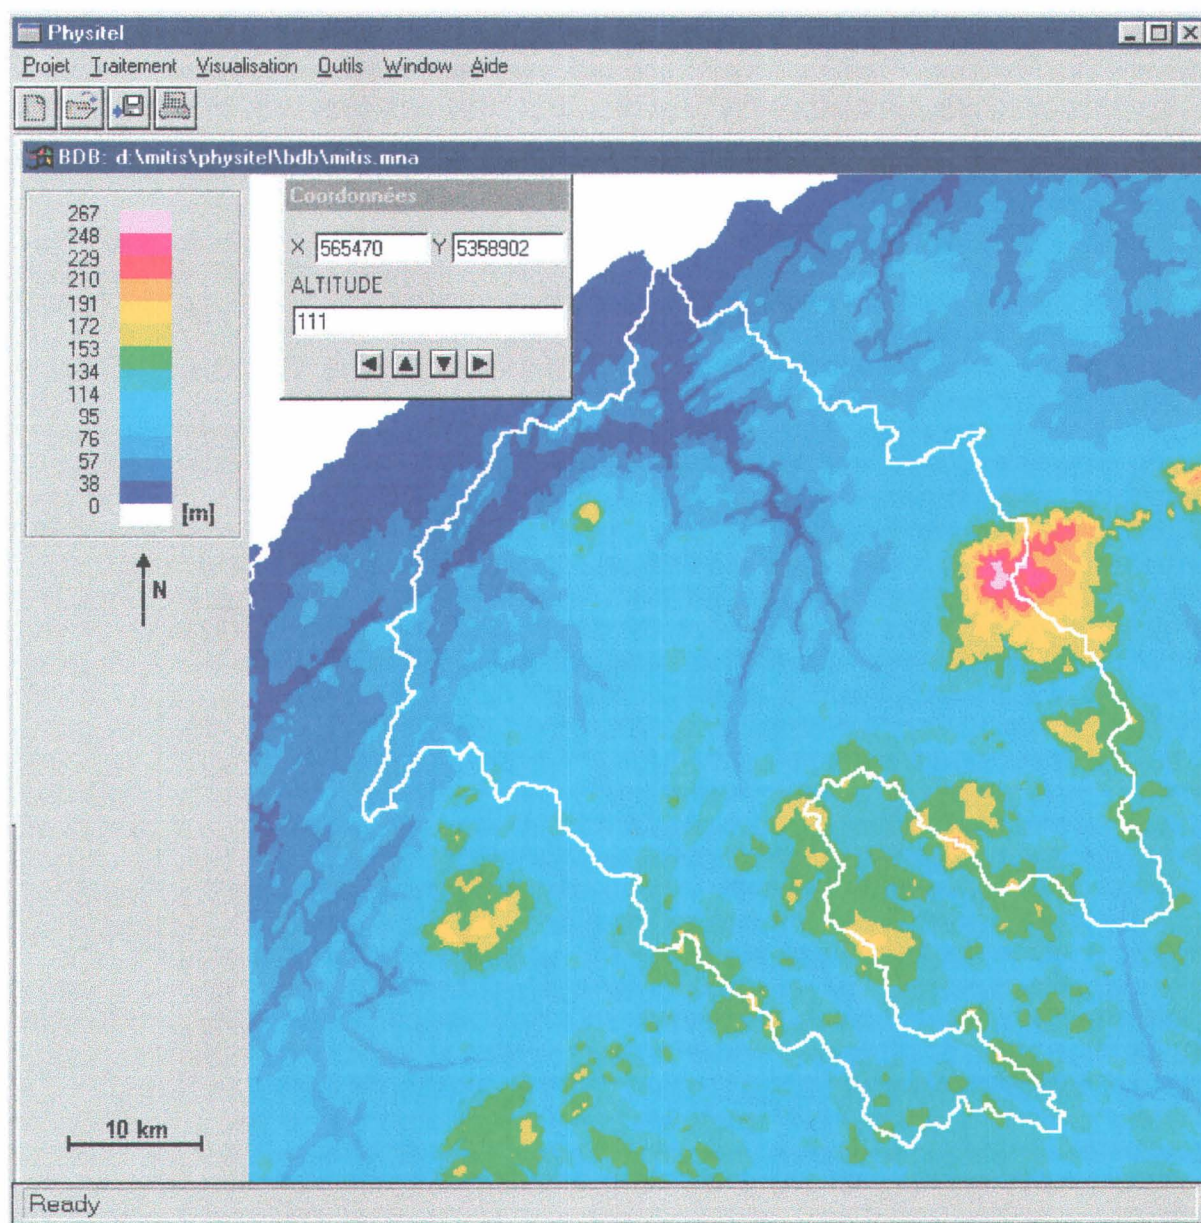 Physitel
Projet Traitement Visualisation Outils Window Aide
BDB: d:\mitis\physitel\bdb\mitis.mna
Coordonnées
X 565470 Y 5358902
ALTITUDE
111
267
248
229
210
191
172
153
134
114
95
76
57
38
0
[m]
N
10 km
Ready